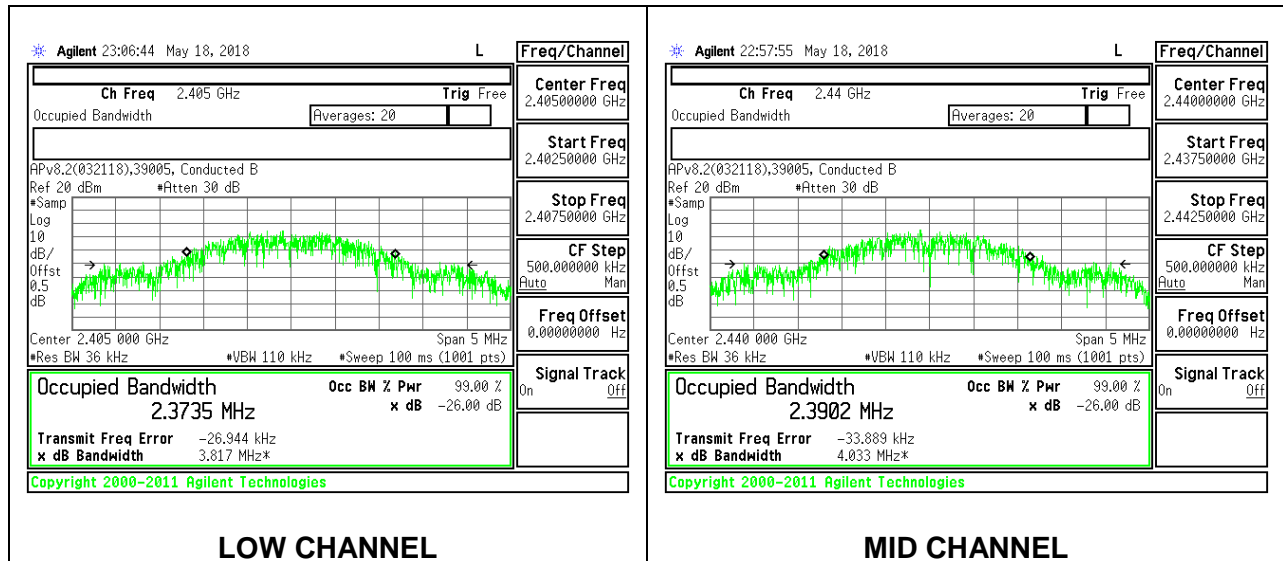 Agilent 23:06:44 May 18, 2018 L
Freq/Channel
Ch Freq 2.405 GHz Trig Free
Occupied Bandwidth Averages: 20
APv8.2(032118),39005, Conducted B
Ref 20 dBm #Atten 30 dB
#Samp
Log
10
dB/
Offst
0.5
dB
Center 2.405 000 GHz Span 5 MHz
#Res BW 36 kHz #VBW 110 kHz #Sweep 100 ms (1001 pts)
Occupied Bandwidth Occ BW % Pwr 99.00 %
2.3735 MHz x dB -26.00 dB
Transmit Freq Error -26.944 kHz
x dB Bandwidth 3.817 MHz*
Center Freq
2.40500000 GHz
Start Freq
2.40250000 GHz
Stop Freq
2.40750000 GHz
CF Step
500.000000 kHz
Auto Man
Freq Offset
0.00000000 Hz
Signal Track
On Off
Copyright 2000-2011 Agilent Technologies
LOW CHANNEL
Agilent 22:57:55 May 18, 2018 L
Freq/Channel
Ch Freq 2.44 GHz Trig Free
Occupied Bandwidth Averages: 20
APv8.2(032118),39005, Conducted B
Ref 20 dBm #Atten 30 dB
#Samp
Log
10
dB/
Offst
0.5
dB
Center 2.440 000 GHz Span 5 MHz
#Res BW 36 kHz #VBW 110 kHz #Sweep 100 ms (1001 pts)
Occupied Bandwidth Occ BW % Pwr 99.00 %
2.3902 MHz x dB -26.00 dB
Transmit Freq Error -33.889 kHz
x dB Bandwidth 4.033 MHz*
Center Freq
2.44000000 GHz
Start Freq
2.43750000 GHz
Stop Freq
2.44250000 GHz
CF Step
500.000000 kHz
Auto Man
Freq Offset
0.00000000 Hz
Signal Track
On Off
Copyright 2000-2011 Agilent Technologies
MID CHANNEL